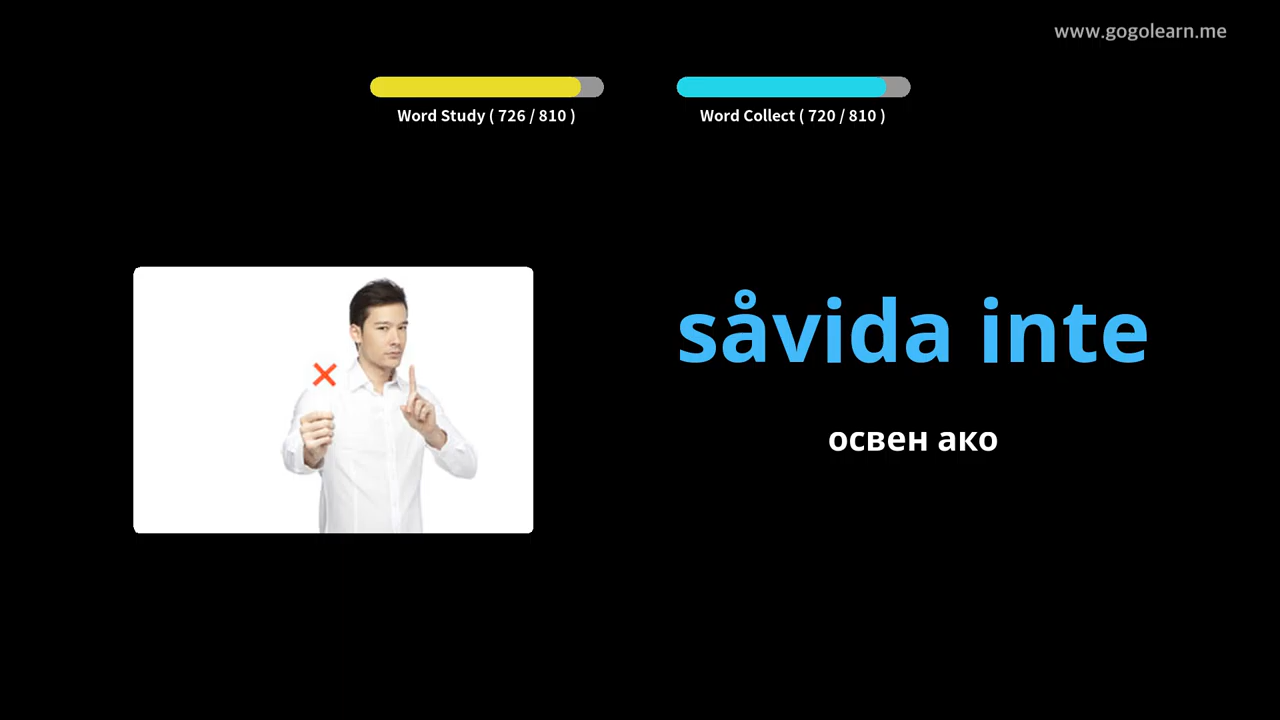 www.gogolearn.me
Word Study ( 726 / 810 )
Word Collect ( 720 / 810 )
såvida inte
освен ако